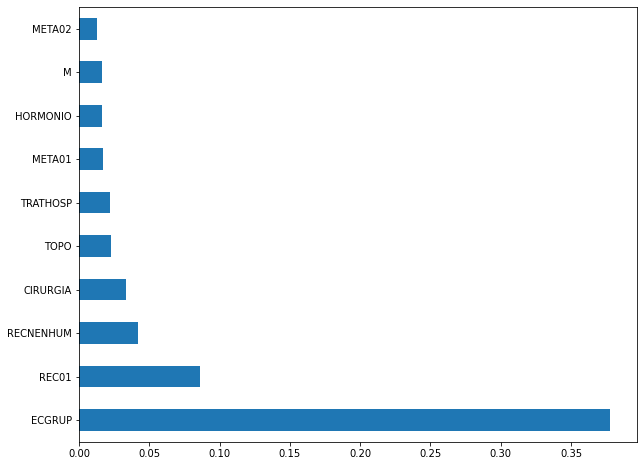 META02
M
HORMONIO
META01
TRATHOSP
TOPO
CIRURGIA
RECNENHUM
REC01
ECGRUP
0.00 0.05 0.10 0.15 0.20 0.25 0.30 0.35